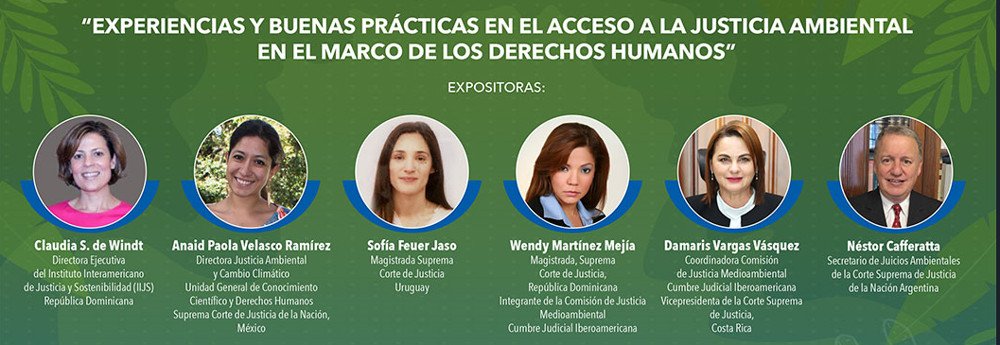 “EXPERIENCIAS Y BUENAS PRÁCTICAS EN EL ACCESO A LA JUSTICIA AMBIENTAL
EN EL MARCO DE LOS DERECHOS HUMANOS”
EXPOSITORAS:
Claudia S. de Windt
Directora Ejecutiva
del Instituto Interamericano
de Justicia y Sostenibilidad (IIJS)
República Dominicana
Anaid Paola Velasco Ramírez
Directora Justicia Ambiental
y Cambio Climático
Unidad General de Conocimiento
Científico y Derechos Humanos
Suprema Corte de Justicia de la Nación,
México
Sofía Feuer Jaso
Magistrada Suprema
Corte de Justicia
Uruguay
Wendy Martínez Mejía
Magistrada, Suprema
Corte de Justicia,
República Dominicana
Integrante de la Comisión de Justicia
Medioambiental
Cumbre Judicial Iberoamericana
Damaris Vargas Vásquez
Coordinadora Comisión
de Justicia Medioambiental
Cumbre Judicial Iberoamericana
Vicepresidenta de la Corte Suprema
de Justicia,
Costa Rica
Néstor Cafferatta
Secretario de Juicios Ambientales
de la Corte Suprema de Justicia
de la Nación Argentina